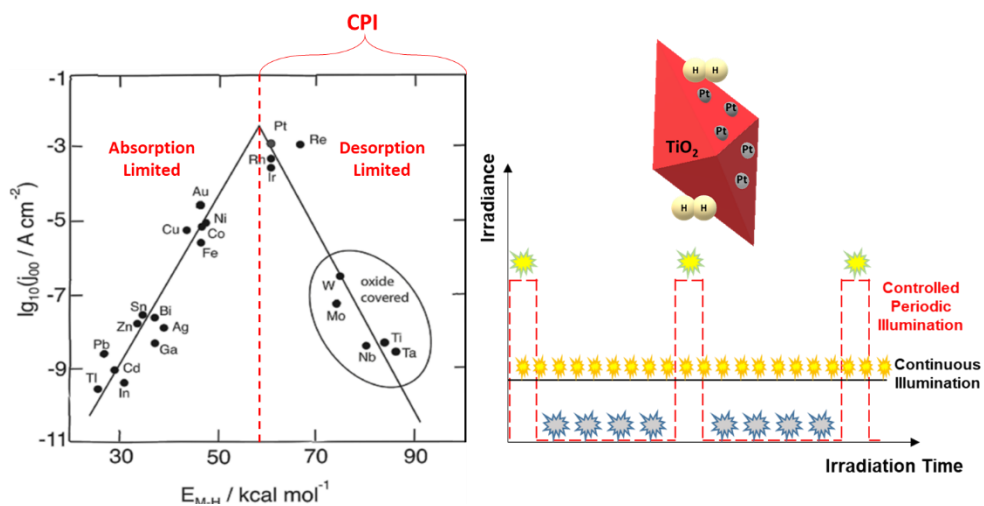 CPI
-1
-3
-5
-7
-9
-11
lg10(j00 / A cm-2)
Absorption
Limited
Desorption
Limited
Pt
Re
Rh
Ir
Au
Ni
Cu
Co
Fe
Sn
Bi
Zn
Ag
Ga
Pb
Cd
Tl
In
W
oxide
covered
Mo
Ti
Nb
Ta
30
50
70
90
EM-H / kcal mol-1
H
H
Pt
Pt
Pt
Pt
Pt
TiO2
H
H
Irradiance
Controlled
Periodic
Illumination
Continuous
Illumination
Irradiation Time